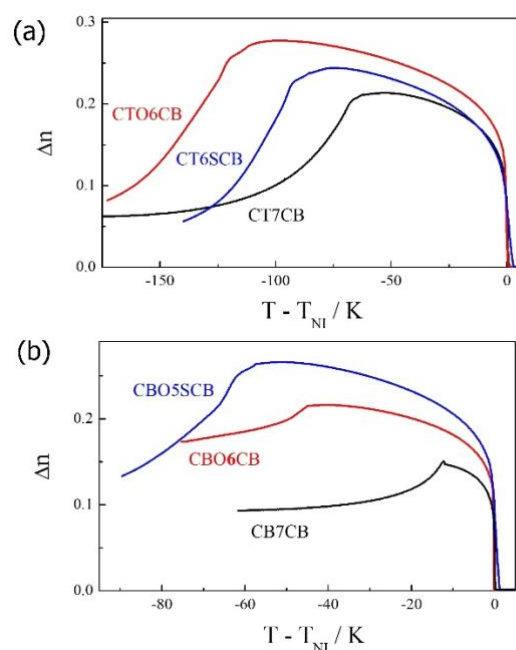 (a)
0.3
0.2
0.1
0.0
Δn
CTO6CB
CT6SCB
CT7CB
-150
-100
-50
0
T - T_NI / K
(b)
0.2
0.1
0.0
Δn
CBO5SCB
CBO6CB
CB7CB
-80
-60
-40
-20
0
T - T_NI / K